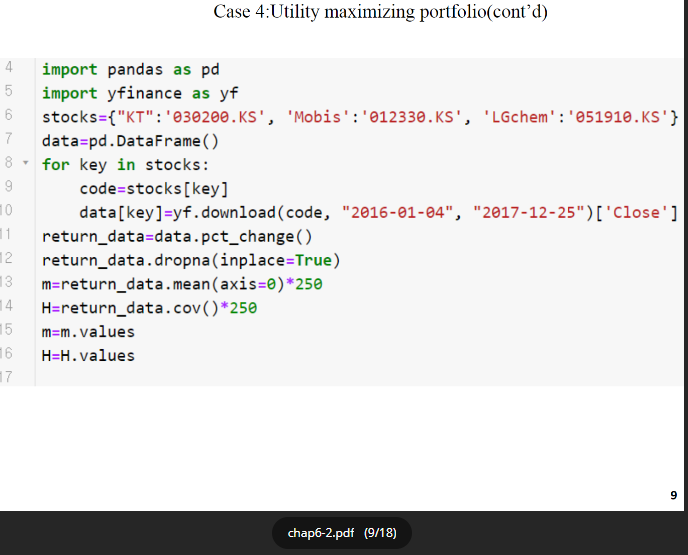 Case 4:Utility maximizing portfolio(cont'd)
4 import pandas as pd
5 import yfinance as yf
6 stocks={"KT":'030200.KS', 'Mobis':'012330.KS', 'LGchem':'051910.KS'}
7 data=pd.DataFrame()
8 for key in stocks:
9 code=stocks[key]
10 data[key]=yf.download(code, "2016-01-04", "2017-12-25")['Close']
11 return_data=data.pct_change()
12 return_data.dropna(inplace=True)
13 m=return_data.mean(axis=0)*250
14 H=return_data.cov()*250
15 m=m.values
16 H=H.values
17
9
chap6-2.pdf (9/18)